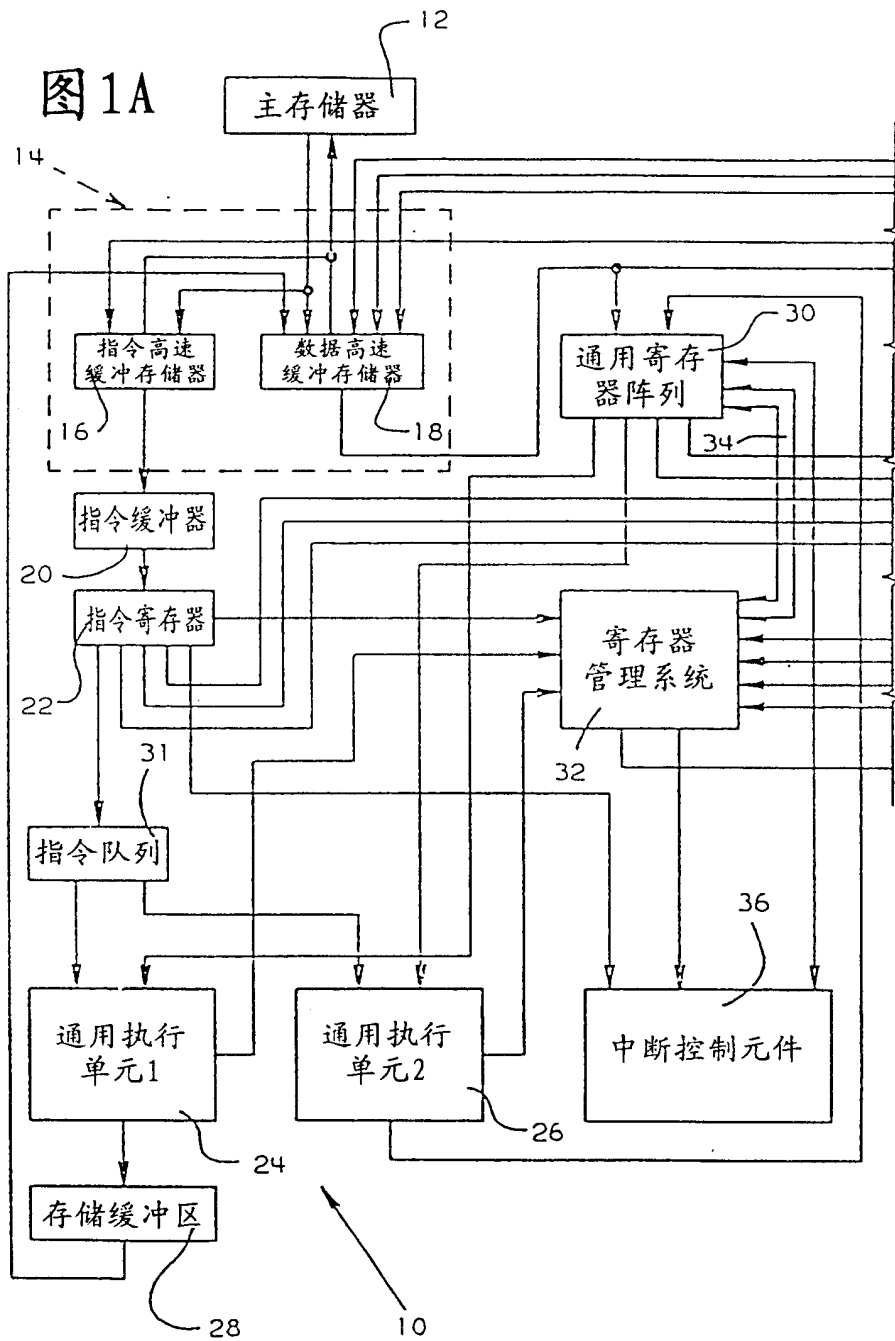 12
图1A
主存储器
14
指令高速
缓冲存储器
数据高速
缓冲存储器
16
18
30
通用寄存
器阵列
34
指令缓冲器
20
指令寄存器
22
寄存器
管理系统
32
31
指令队列
36
通用执行
单元1
通用执行
单元2
中断控制元件
24
26
存储缓冲区
28
10